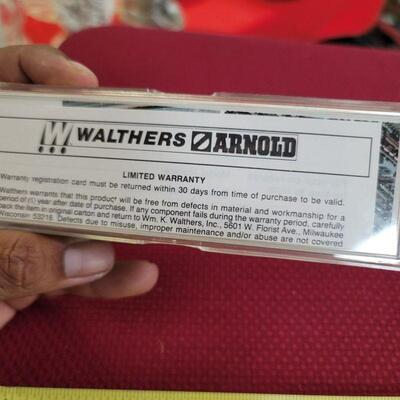 W WALTHERS ARNOLD
LIMITED WARRANTY
Warranty registration card must be returned within 30 days from time of purchase to be valid.
Walthern warrants that this product will be free from defects in material and workmanship for a
period of (1) year after date of purchase. If any component fails during the warranty period, carefully
pack the item in original carton and return to Wm. K. Walthers, Inc., 5601 W. Florist Ave., Milwaukee
Wisconsin 53218. Defects due to misuse, improper maintenance and/or abuse are not covered